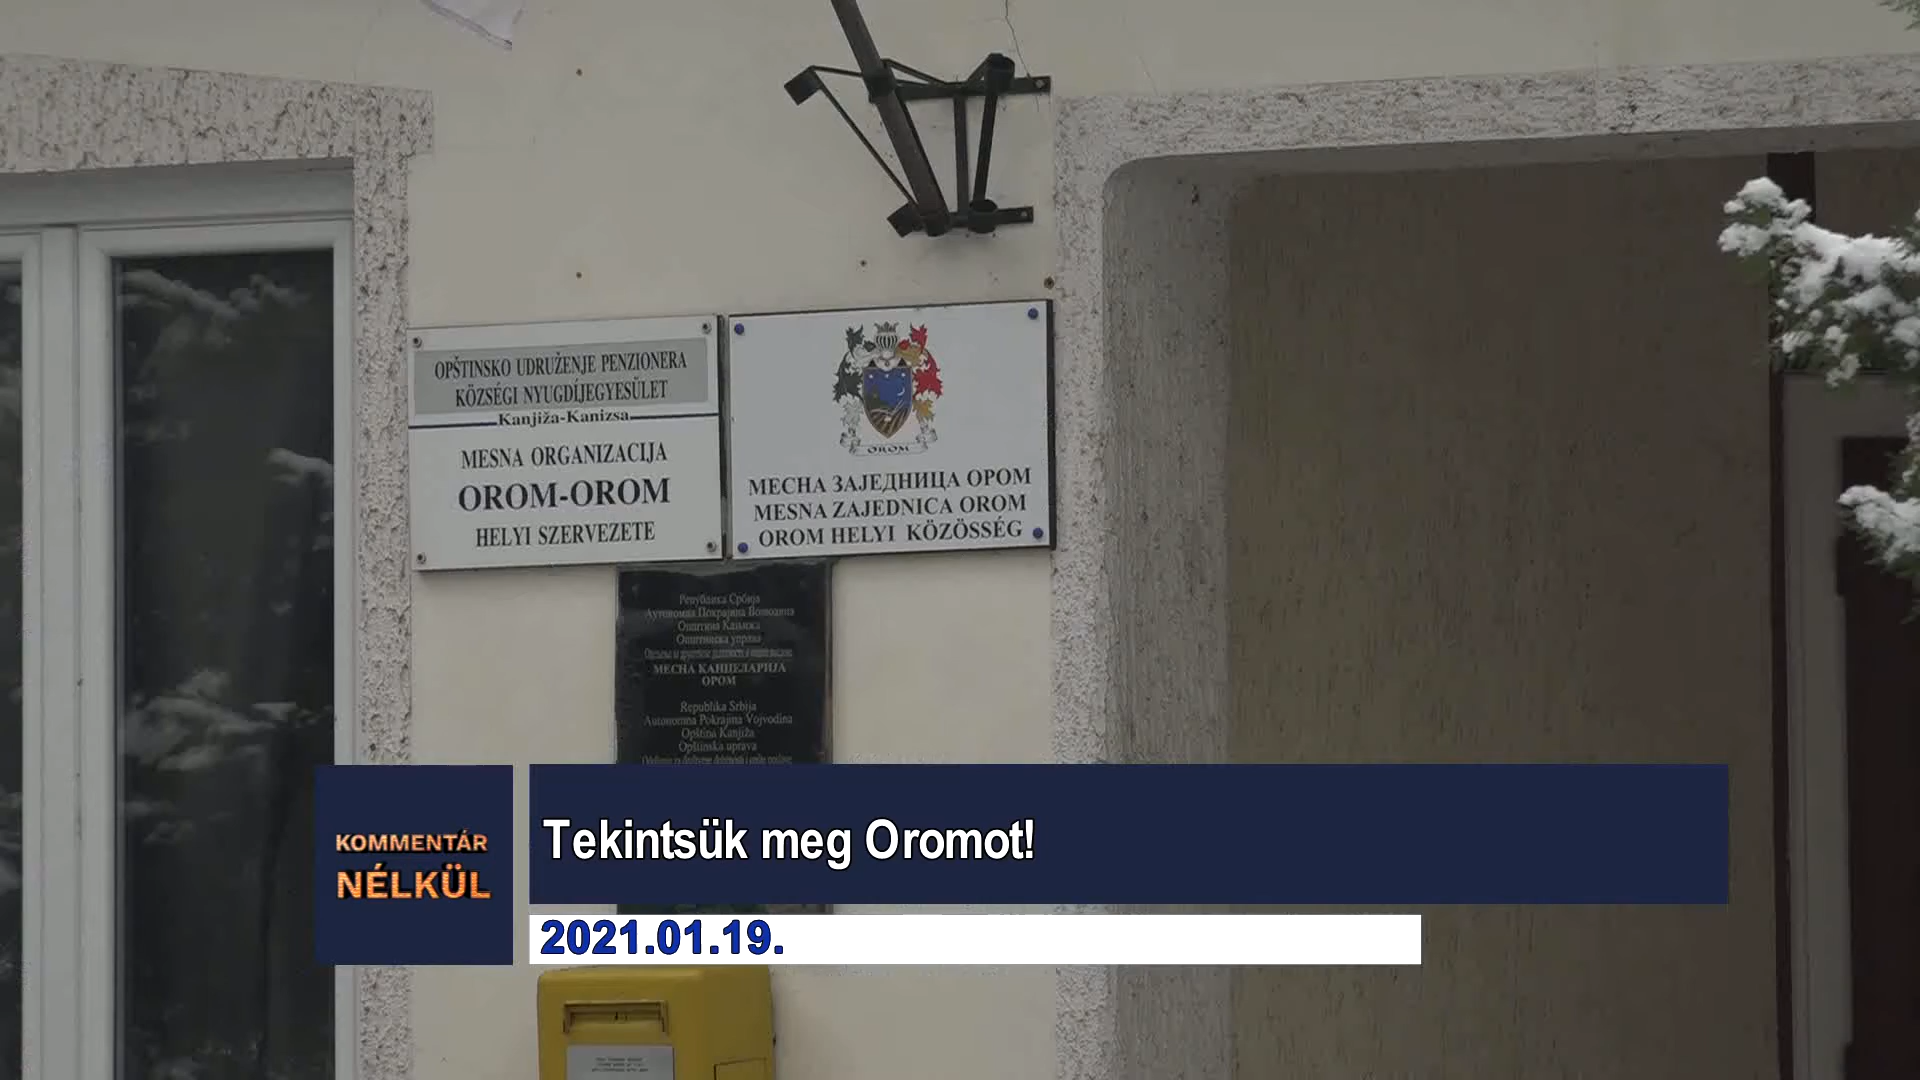 OPŠTINSKO UDRUŽENJE PENZIONERA
KÖZSÉGI NYUGDÍJEGYESÜLET
Kanjiža-Kanizsa
MESNA ORGANIZACIJA
OROM-OROM
HELYI SZERVEZETE
OROM
МЕСНА ЗАЈЕДНИЦА ОРОМ
MESNA ZAJEDNICA OROM
OROM HELYI KÖZÖSSÉG
Република Србија
Аутономна Покрајина Војводина
Општина Кањижа
Општинска управа
МЕСНА КАНЦЕЛАРИЈА
ОРОМ
Republika Srbija
Autonomna Pokrajina Vojvodina
Opština Kanjiža
Opštinska uprava
KOMMENTÁR
NÉLKÜL
Tekintsük meg Oromot!
2021.01.19.